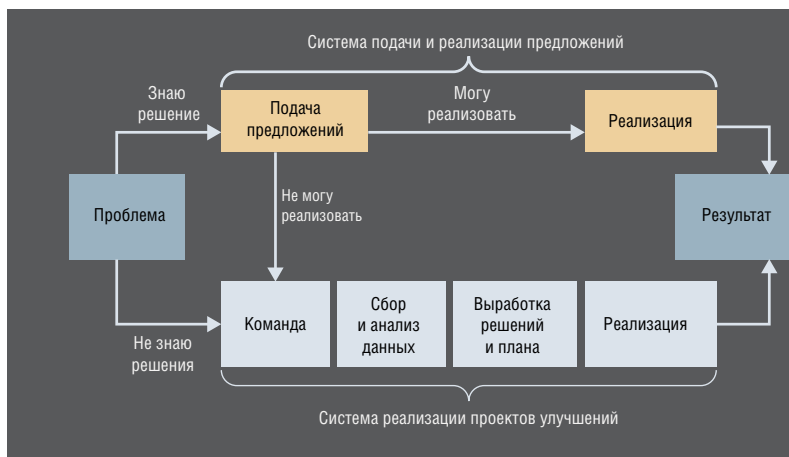 Система подачи и реализации предложений
Знаю
решение
Подача
предложений
Могу
реализовать
Реализация
Не могу
реализовать
Проблема
Результат
Команда
Сбор
и анализ
данных
Выработка
решений
и плана
Реализация
Не знаю
решения
Система реализации проектов улучшений